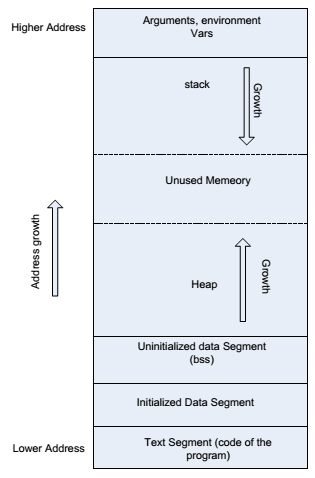 Higher Address
Arguments, environment
Vars
stack
Growth
Unused Memeory
Address growth
Growth
Heap
Uninitialized data Segment
(bss)
Initialized Data Segment
Lower Address
Text Segment (code of the
program)